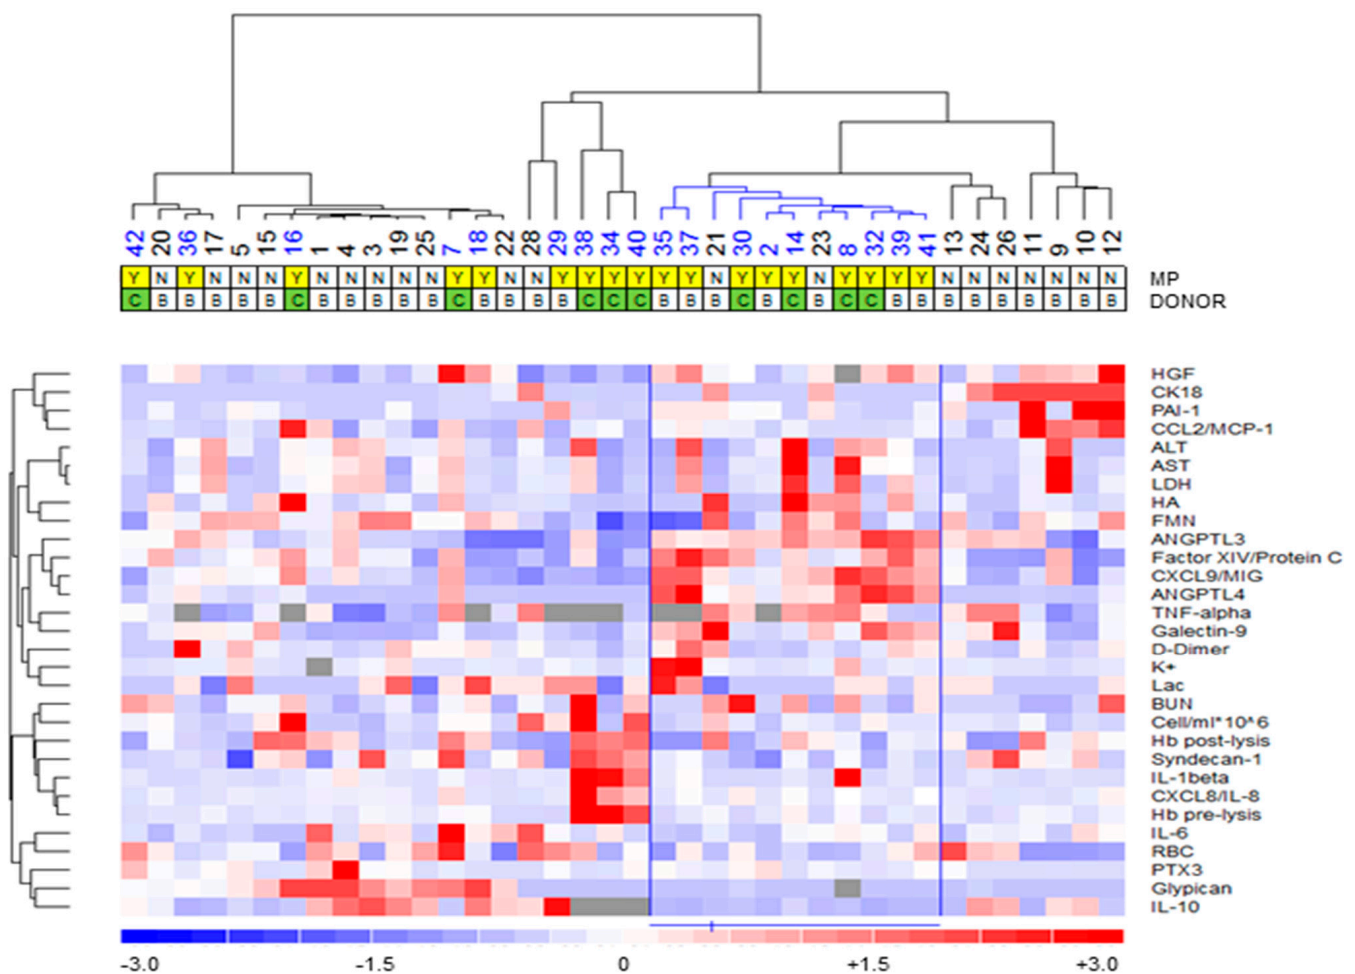 42 20 36 17 5 15 16 1 4 3 19 25 7 18 22 28 29 38 34 40 35 37 21 30 2 14 23 8 32 39 41 13 24 26 11 9 10 12
Y N Y N N N Y N N N N N Y Y N N Y Y Y Y Y Y N Y Y Y N Y Y Y Y N N N N N N N MP
C B B B B B C B B B B B C B B B B C C C B B B C B C B C C B B B B B B B B B DONOR
HGF
CK18
PAI-1
CCL2/MCP-1
ALT
AST
LDH
HA
FMN
ANGPTL3
Factor XIV/Protein C
CXCL9/MIG
ANGPTL4
TNF-alpha
Galectin-9
D-Dimer
K+
Lac
BUN
Cell/ml*10^6
Hb post-lysis
Syndecan-1
IL-1beta
CXCL8/IL-8
Hb pre-lysis
IL-6
RBC
PTX3
Glypican
IL-10
-3.0 -1.5 0 +1.5 +3.0